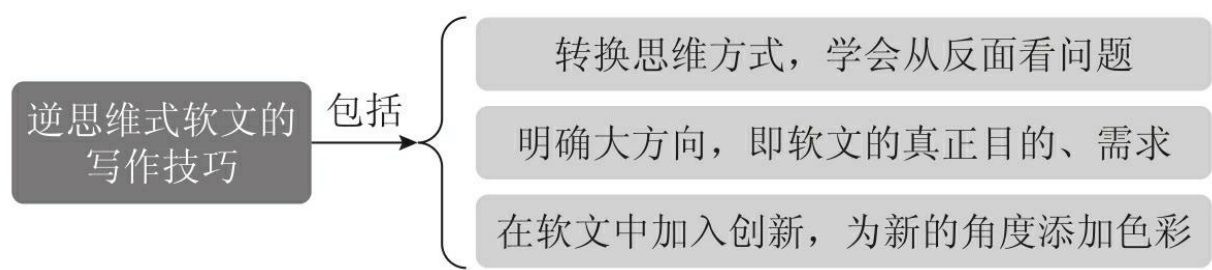 逆思维式软文的
写作技巧
包括
转换思维方式，学会从反面看问题
明确大方向，即软文的真正目的、需求
在软文中加入创新，为新的角度添加色彩